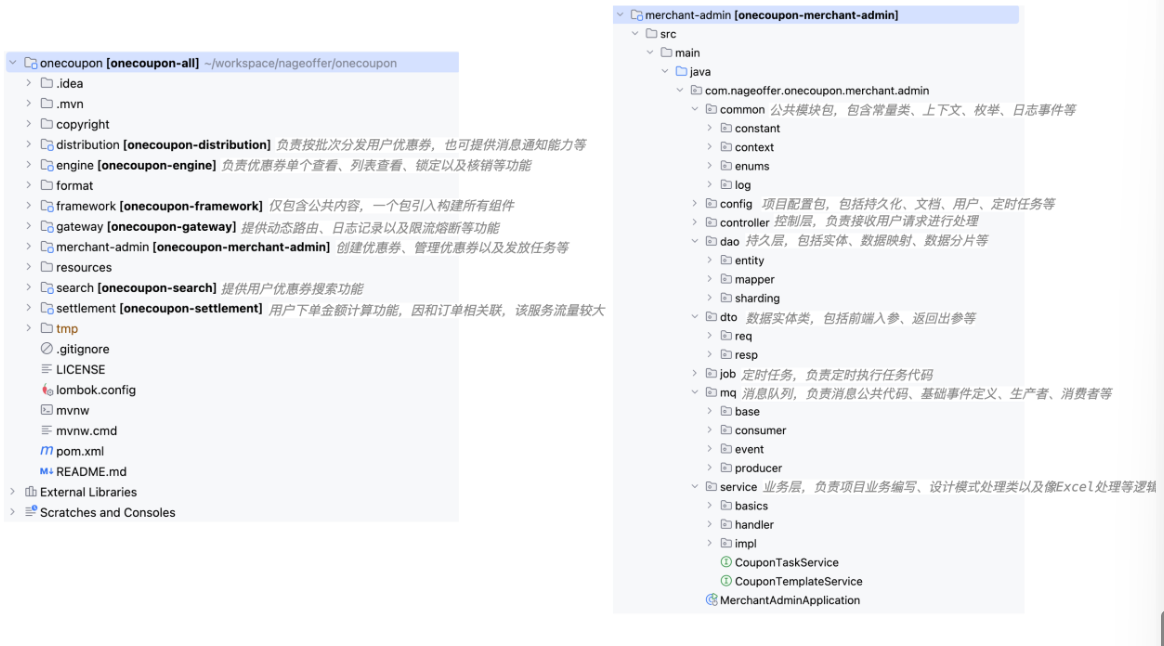 onecoupon [onecoupon-all] ~/workspace/nageoffer/onecoupon
.idea
.mvn
copyright
distribution [onecoupon-distribution] 负责按批次分发用户优惠券，也可提供消息通知能力等
engine [onecoupon-engine] 负责优惠券单个查看、列表查看、锁定以及核销等功能
format
framework [onecoupon-framework] 仅包含公共内容，一个包引入构建所有组件
gateway [onecoupon-gateway] 提供动态路由、日志记录以及限流熔断等功能
merchant-admin [onecoupon-merchant-admin] 创建优惠券、管理优惠券以及发放任务等
resources
search [onecoupon-search] 提供用户优惠券搜索功能
settlement [onecoupon-settlement] 用户下单金额计算功能，因和订单相关联，该服务流量较大
tmp
.gitignore
LICENSE
lombok.config
mvnw
mvnw.cmd
pom.xml
README.md
External Libraries
Scratches and Consoles
merchant-admin [onecoupon-merchant-admin]
src
main
java
com.nageoffer.onecoupon.merchant.admin
common 公共模块包，包含常量类、上下文、枚举、日志事件等
constant
context
enums
log
config 项目配置包，包括持久化、文档、用户、定时任务等
controller 控制层，负责接收用户请求进行处理
dao 持久层，包括实体、数据映射、数据分片等
entity
mapper
sharding
dto 数据实体类，包括前端入参、返回出参等
req
resp
job 定时任务，负责定时执行任务代码
mq 消息队列，负责消息公共代码、基础事件定义、生产者、消费者等
base
consumer
event
producer
service 业务层，负责项目业务编写、设计模式处理类以及像Excel处理等逻辑
basics
handler
impl
CouponTaskService
CouponTemplateService
MerchantAdminApplication